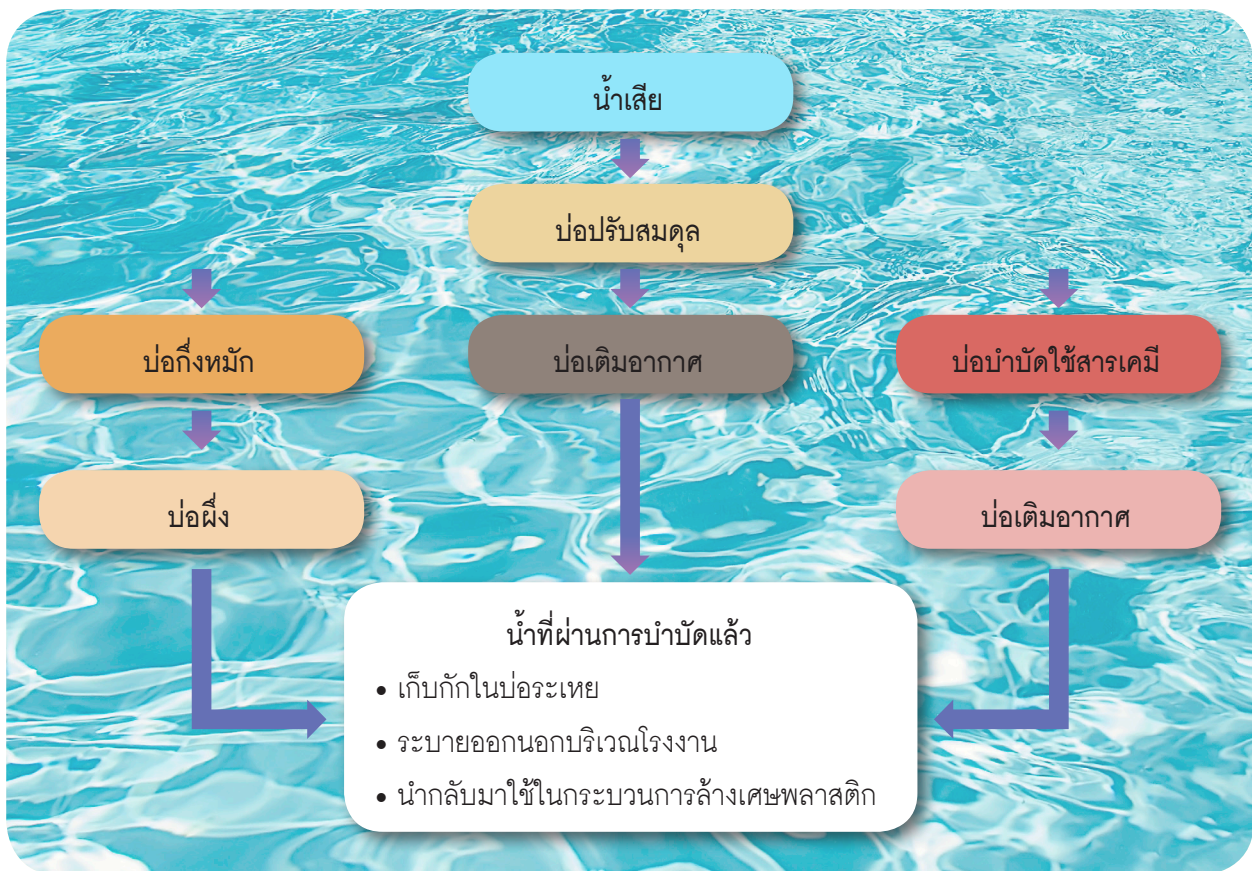 น้ำเสีย
บ่อปรับสมดุล
บ่อกึ่งหมัก
บ่อเติมอากาศ
บ่อบำบัดใช้สารเคมี
บ่อผึ่ง
บ่อเติมอากาศ
น้ำที่ผ่านการบำบัดแล้ว
• เก็บกักในบ่อระเหย
• ระบายออกนอกบริเวณโรงงาน
• นำกลับมาใช้ในกระบวนการล้างเศษพลาสติก